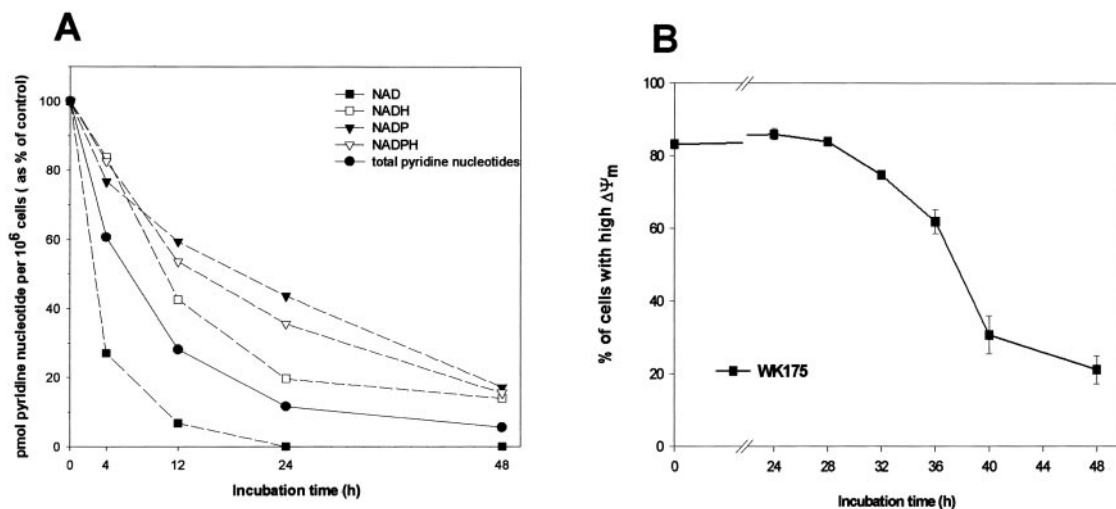 A
pmol pyridine nucleotide per 10⁶ cells ( as % of control)
100
80
60
40
20
0
NAD
NADH
NADP
NADPH
total pyridine nucleotides
0 4 12 24 48
Incubation time (h)
B
% of cells with high ΔΨm
100
80
60
40
20
0
WK175
0 24 28 32 36 40 44 48
Incubation time (h)